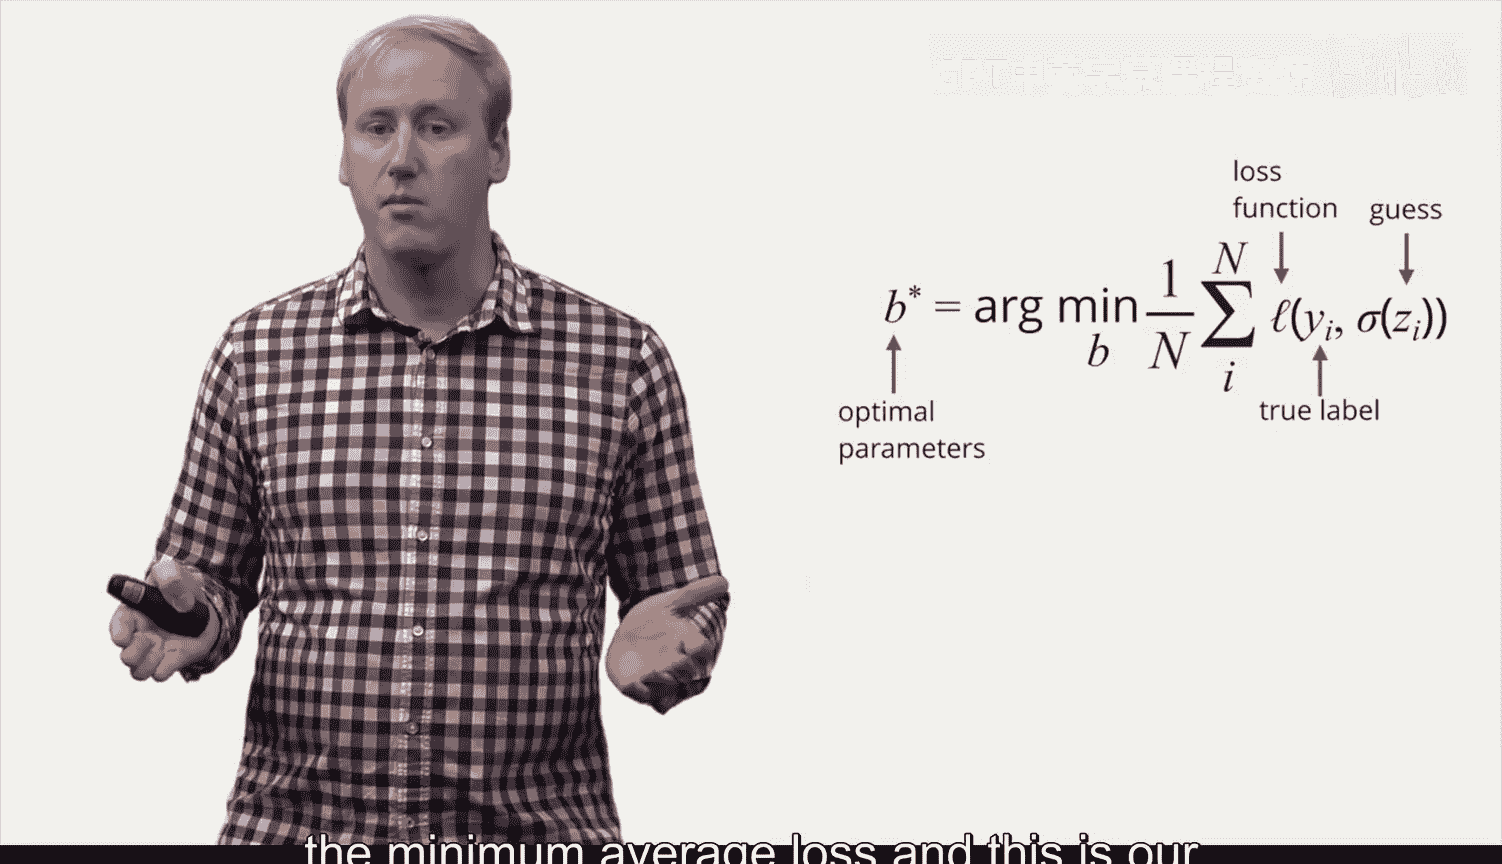 loss
function
guess
b* = arg min_b 1/N ∑_i^N ℓ(y_i, σ(z_i))
optimal
parameters
true label
the minimum average loss and this is our